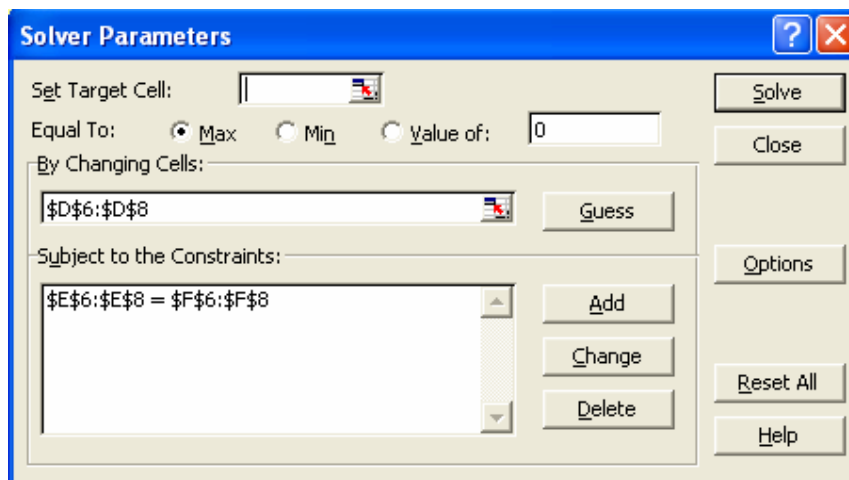 Solver Parameters
Set Target Cell:
Solve
Equal To: Max Min Value of: 0
Close
By Changing Cells:
$D$6:$D$8
Guess
Subject to the Constraints:
Options
$E$6:$E$8 = $F$6:$F$8
Add
Change
Reset All
Delete
Help